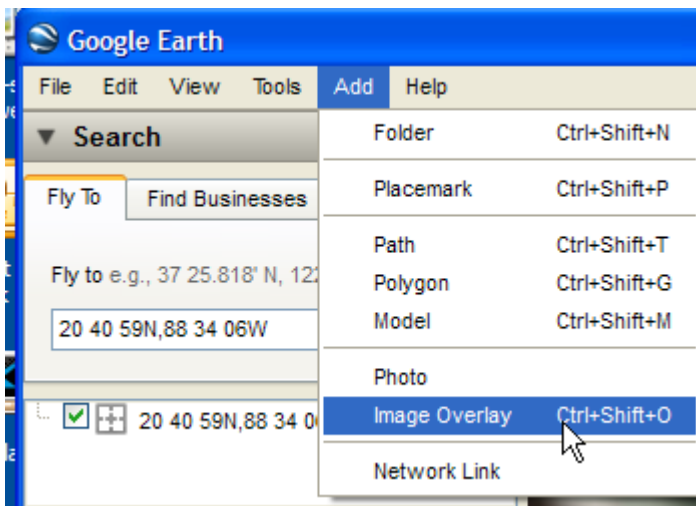 Google Earth
File Edit View Tools Add Help
Search
Folder Ctrl+Shift+N
Fly To Find Businesses
Placemark Ctrl+Shift+P
Path Ctrl+Shift+T
Fly to e.g., 37 25.818' N,
Polygon Ctrl+Shift+G
20 40 59N,88 34 06W
Model Ctrl+Shift+M
Photo
20 40 59N,88 34
Image Overlay Ctrl+Shift+O
Network Link